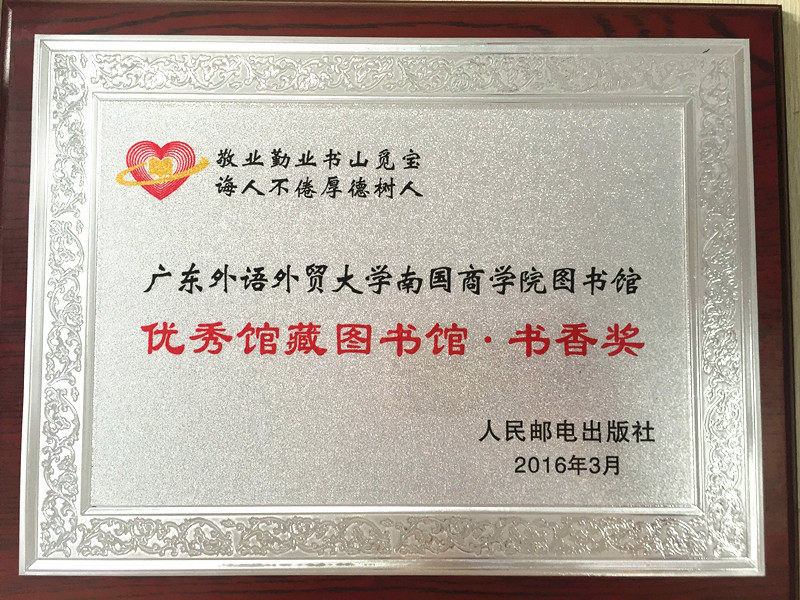 敬业勤业书山觅宝
诲人不倦厚德树人
广东外语外贸大学南国商学院图书馆
优秀馆藏图书馆·书香奖
人民邮电出版社
2016年3月